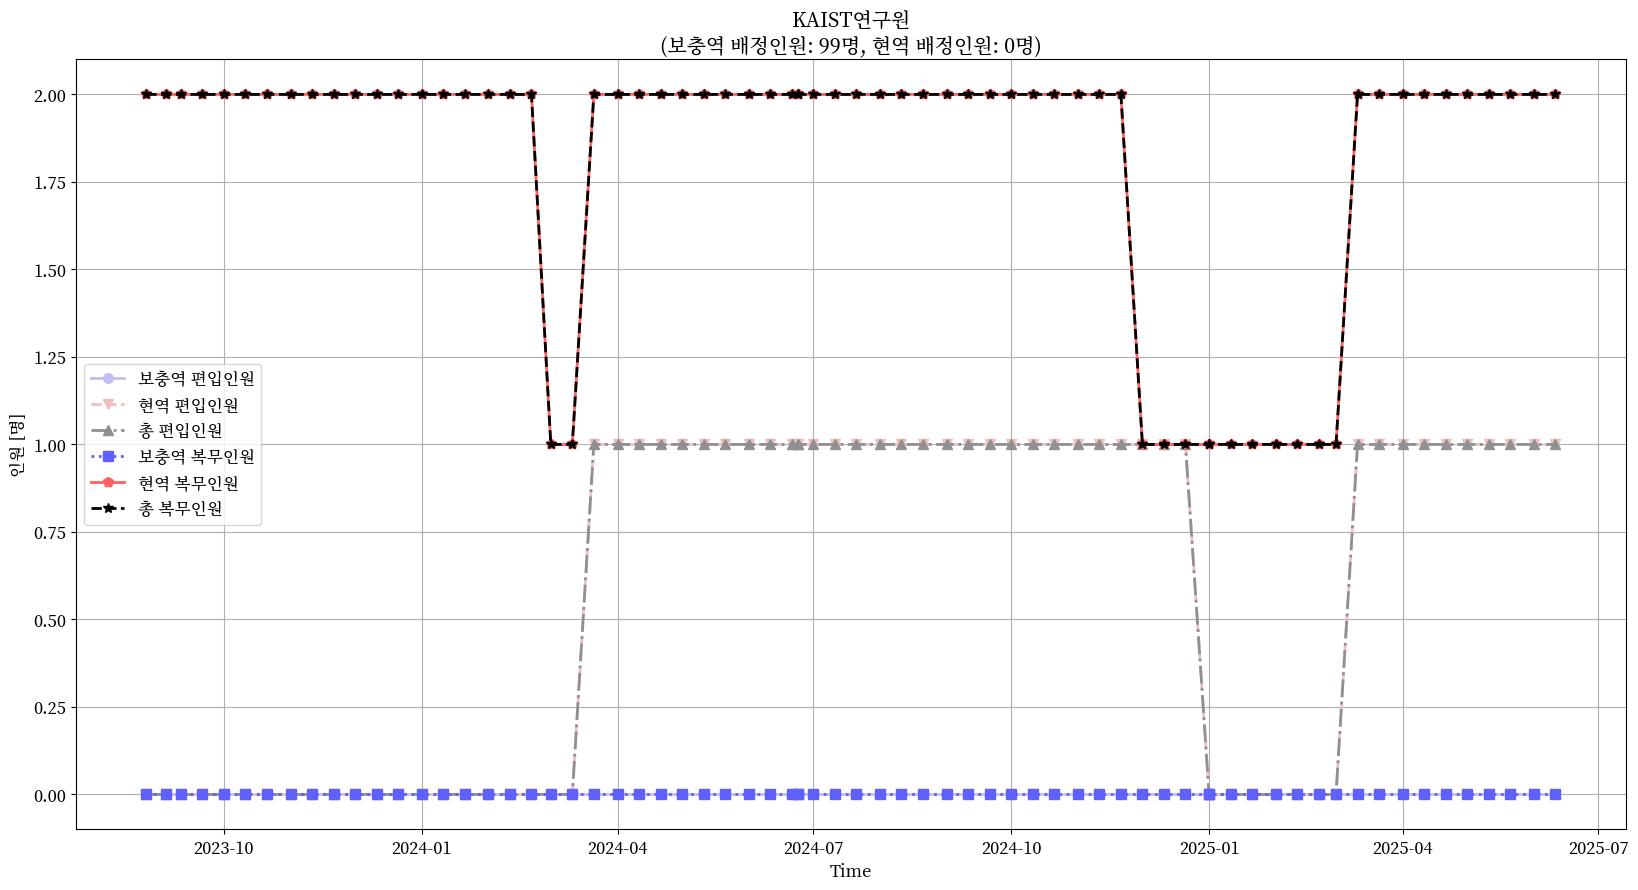 KAIST연구원
(보충역 배정인원: 99명, 현역 배정인원: 0명)
인원 [명]
2.00
1.75
1.50
1.25
1.00
0.75
0.50
0.25
0.00
보충역 편입인원
현역 편입인원
총 편입인원
보충역 복무인원
현역 복무인원
총 복무인원
2023-10
2024-01
2024-04
2024-07
2024-10
2025-01
2025-04
2025-07
Time